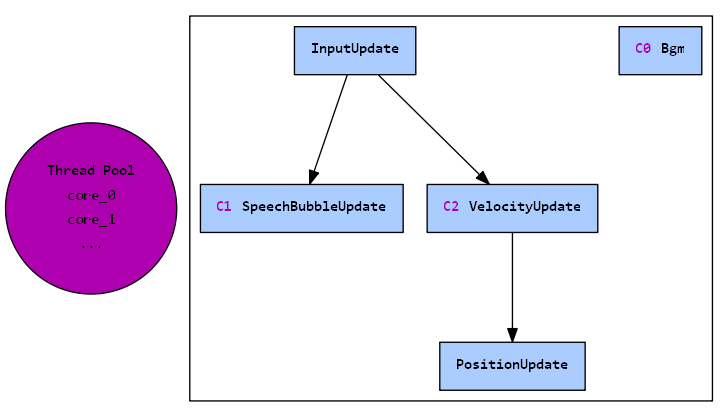 Thread Pool
core_0
core_1
...
InputUpdate
C0 Bgm
C1 SpeechBubbleUpdate
C2 VelocityUpdate
PositionUpdate